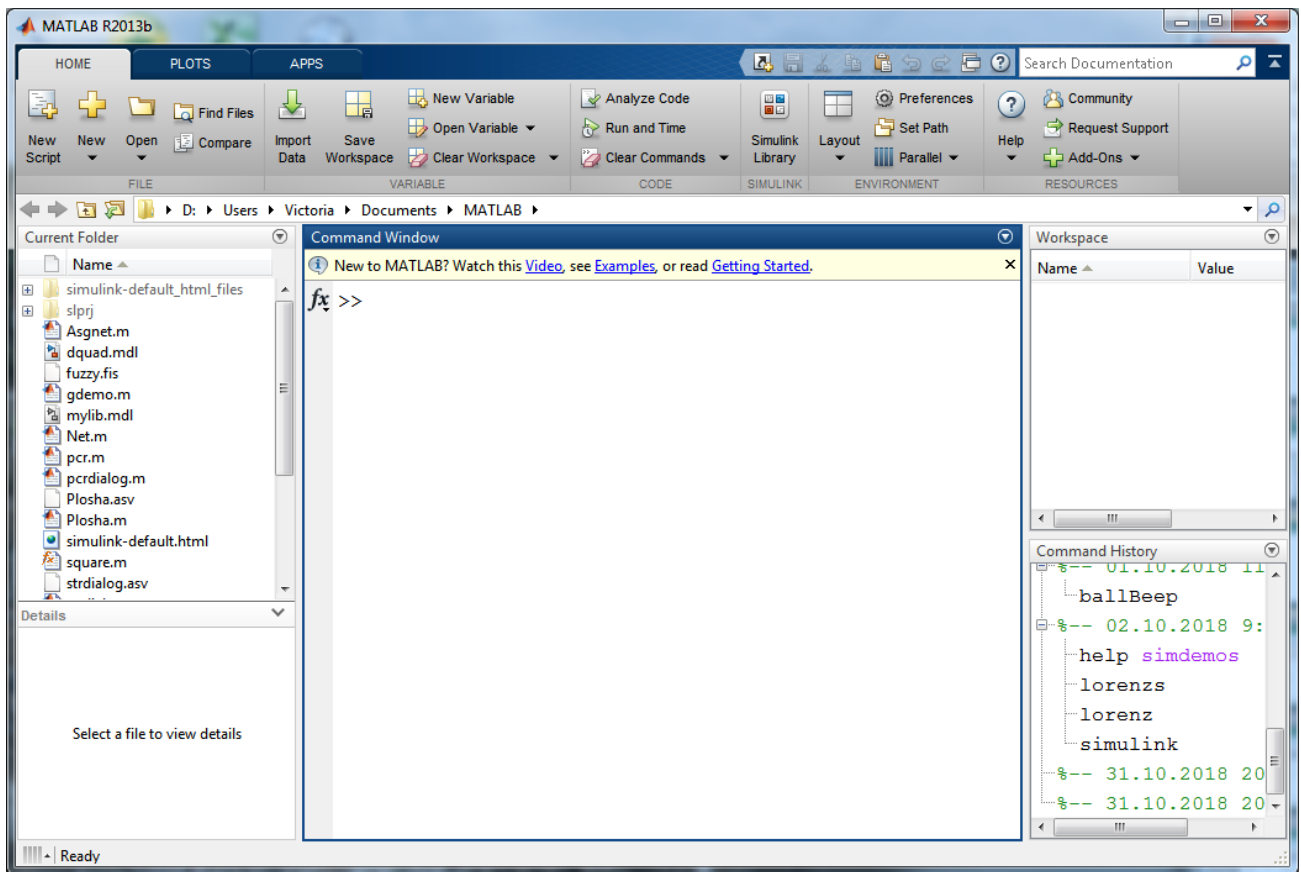 MATLAB R2013b
HOME PLOTS APPS Search Documentation
New Script
New
Open
Find Files
Compare
Import Data
Save Workspace
New Variable
Open Variable
Clear Workspace
Analyze Code
Run and Time
Clear Commands
Simulink Library
Layout
Preferences
Set Path
Parallel
Help
Community
Request Support
Add-Ons
FILE VARIABLE CODE SIMULINK ENVIRONMENT RESOURCES
D: Users Victoria Documents MATLAB
Current Folder
Name
simulink-default_html_files
slprj
Asgnet.m
dquad.mdl
fuzzy.fis
gdemo.m
mylib.mdl
Net.m
pcr.m
pcrdialog.m
Plosha.asv
Plosha.m
simulink-default.html
square.m
strdialog.asv
Details
Select a file to view details
Command Window
New to MATLAB? Watch this Video, see Examples, or read Getting Started.
fx >>
Workspace
Name Value
Command History
%-- 01.10.2018 11
ballBeep
%-- 02.10.2018 9:
help simdemos
lorenzs
lorenz
simulink
%-- 31.10.2018 20
%-- 31.10.2018 20
Ready